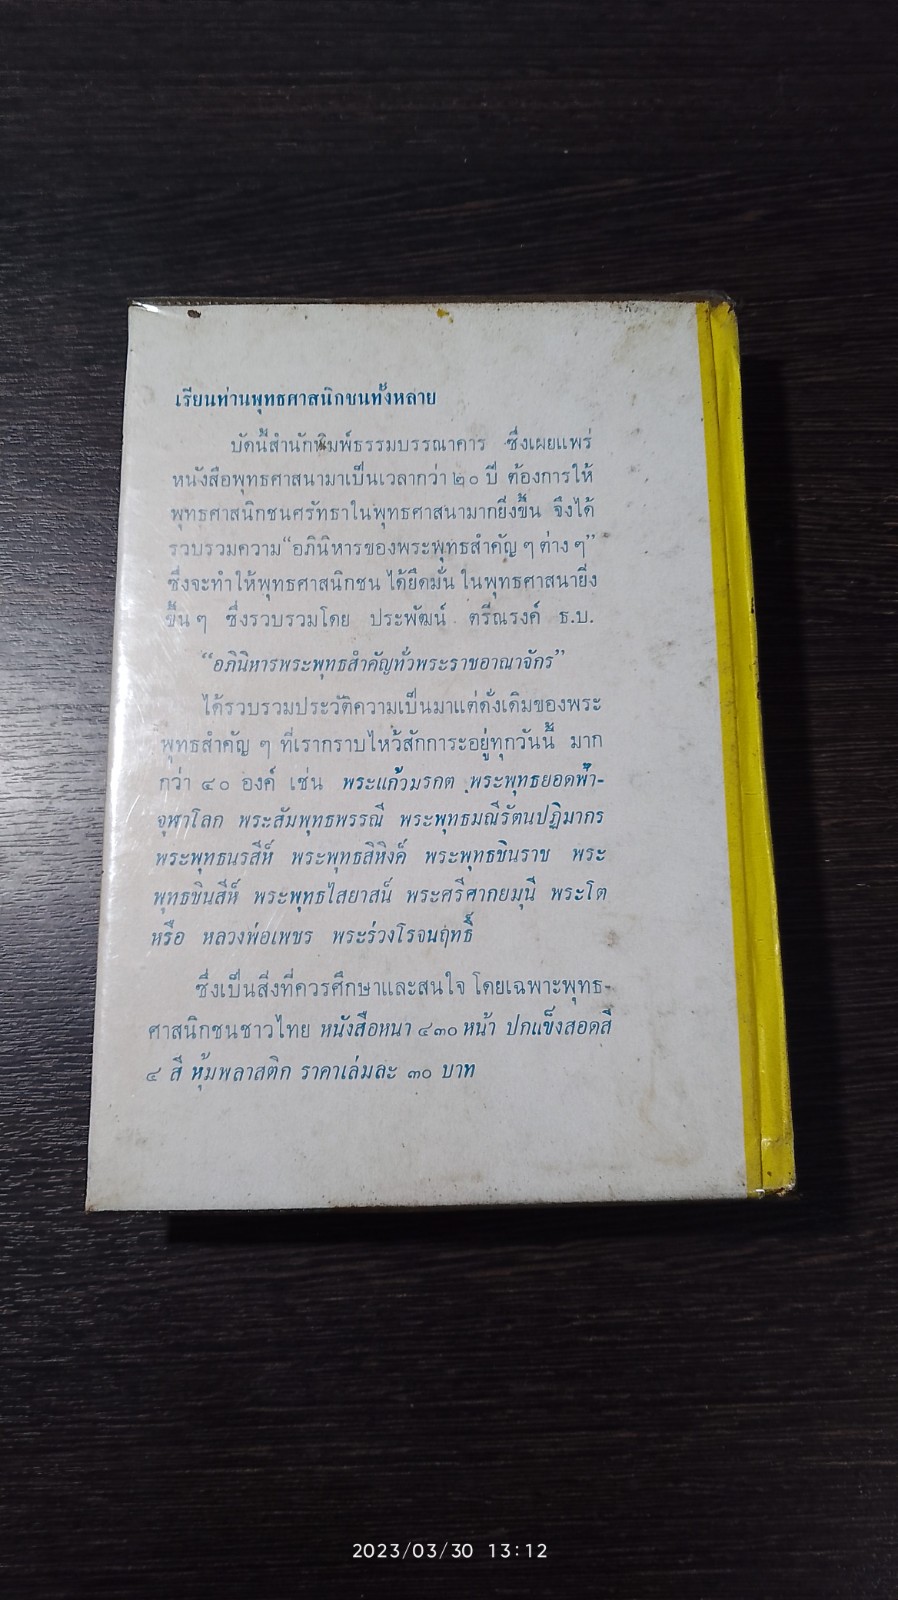 เรียนท่านพุทธศาสนิกชนทั้งหลาย
บัดนี้สำนักพิมพ์ธรรมบรรณาคาร ซึ่งเผยแพร่
หนังสือพุทธศาสนามาเป็นเวลากว่า ๒๐ ปี ต้องการให้
พุทธศาสนิกชนศรัทธาในพุทธศาสนามากยิ่งขึ้น จึงได้
รวบรวมความ “อภินิหารของพระพุทธสำคัญ ๆ ต่าง ๆ”
ซึ่งจะทำให้พุทธศาสนิกชน ได้ยึดมั่น ในพุทธศาสนายิ่ง
ขึ้น ๆ ซึ่งรวบรวมโดย ประพัฒน์ ตรีณรงค์ ธ.บ.
“อภินิหารพระพุทธสำคัญทั่วพระราชอาณาจักร”
ได้รวบรวมประวัติความเป็นมาแต่ดั่งเดิมของพระ
พุทธสำคัญ ๆ ที่เรากราบไหว้สักการะอยู่ทุกวันนี้ มาก
กว่า ๔๐ องค์ เช่น พระแก้วมรกต พระพุทธยอดฟ้า-
จุฬาโลก พระสัมพุทธพรรณี พระพุทธมณีรัตนปฏิมากร
พระพุทธนรสีห์ พระพุทธสิหิงค์ พระพุทธชินราช พระ
พุทธชินสีห์ พระพุทธไสยาสน์ พระศรีศากยมุนี พระโต
หรือ หลวงพ่อเพชร พระร่วงโรจนฤทธิ์
ซึ่งเป็นสิ่งที่ควรศึกษาและสนใจ โดยเฉพาะพุทธ-
ศาสนิกชนชาวไทย หนังสือหนา ๔๓๐ หน้า ปกแข็งสอดสี
๔ สี หุ้มพลาสติก ราคาเล่มละ ๓๐ บาท
2023/03/30 13:12